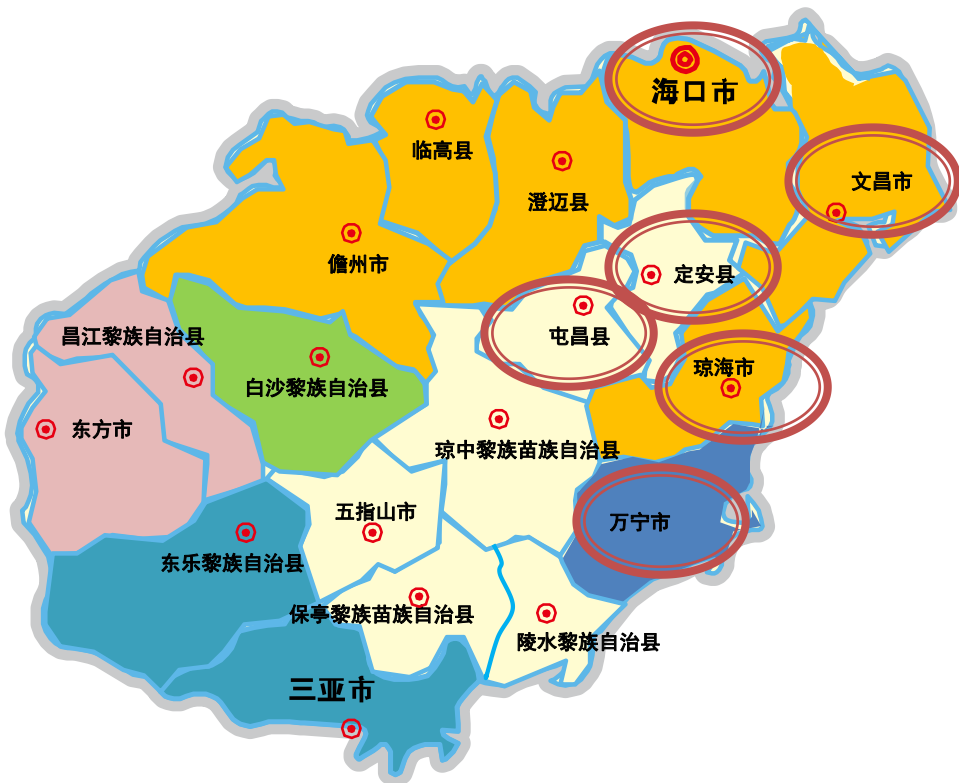 海口市
临高县
文昌市
澄迈县
儋州市
定安县
昌江黎族自治县
屯昌县
琼海市
白沙黎族自治县
东方市
琼中黎族苗族自治县
五指山市
万宁市
东乐黎族自治县
保亭黎族苗族自治县
陵水黎族自治县
三亚市